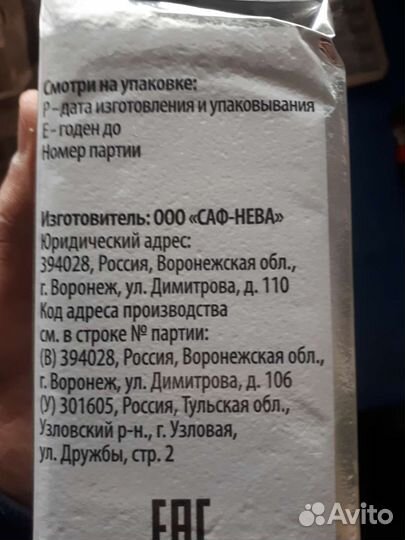 Смотри на упаковке:
Р – дата изготовления и упаковывания
Е - годен до
Номер партии
Изготовитель: ООО «САФ-НЕВА»
Юридический адрес:
394028, Россия, Воронежская обл.,
г. Воронеж, ул. Димитрова, д. 110
Код адреса производства
см. в строке № партии:
(В) 394028, Россия, Воронежская обл.,
г. Воронеж, ул. Димитрова, д. 106
(У) 301605, Россия, Тульская обл.,
Узловский р-н., г. Узловая,
ул. Дружбы, стр. 2
ЕАС
Avito